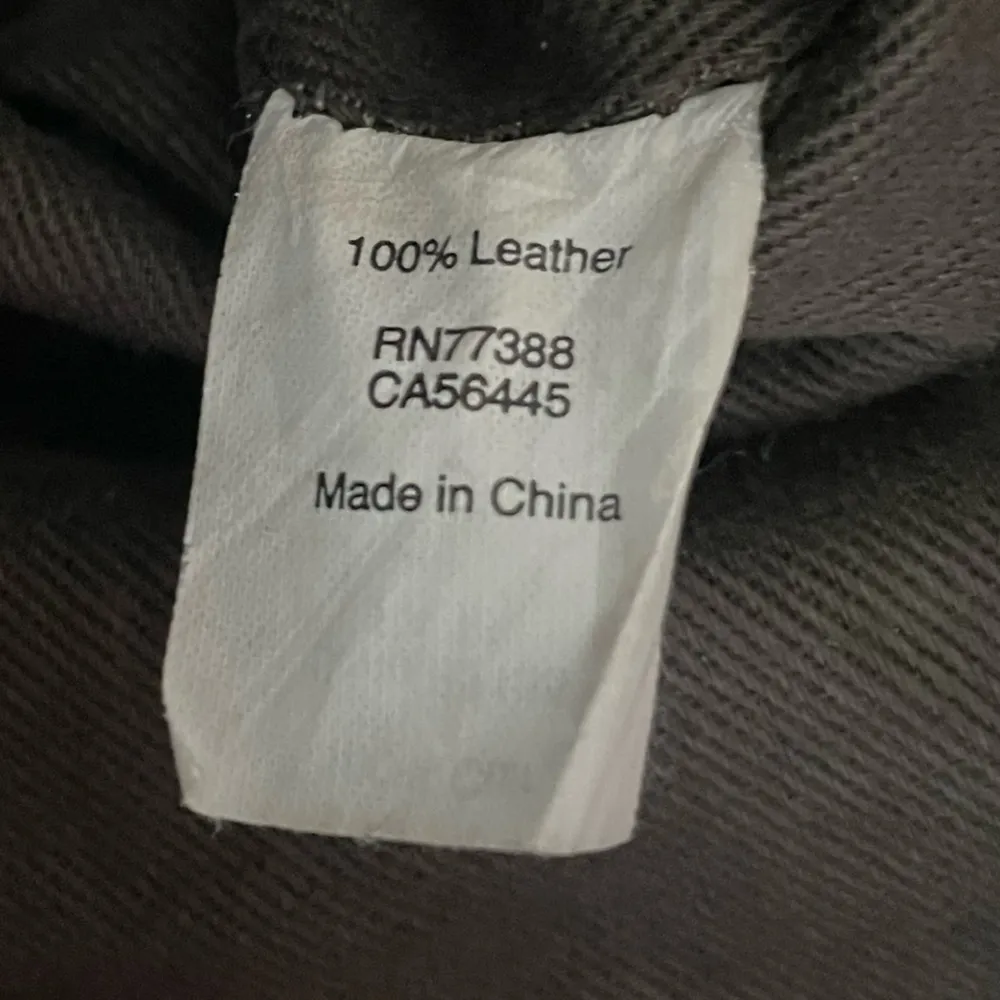 100% Leather
RN77388
CA56445
Made in China